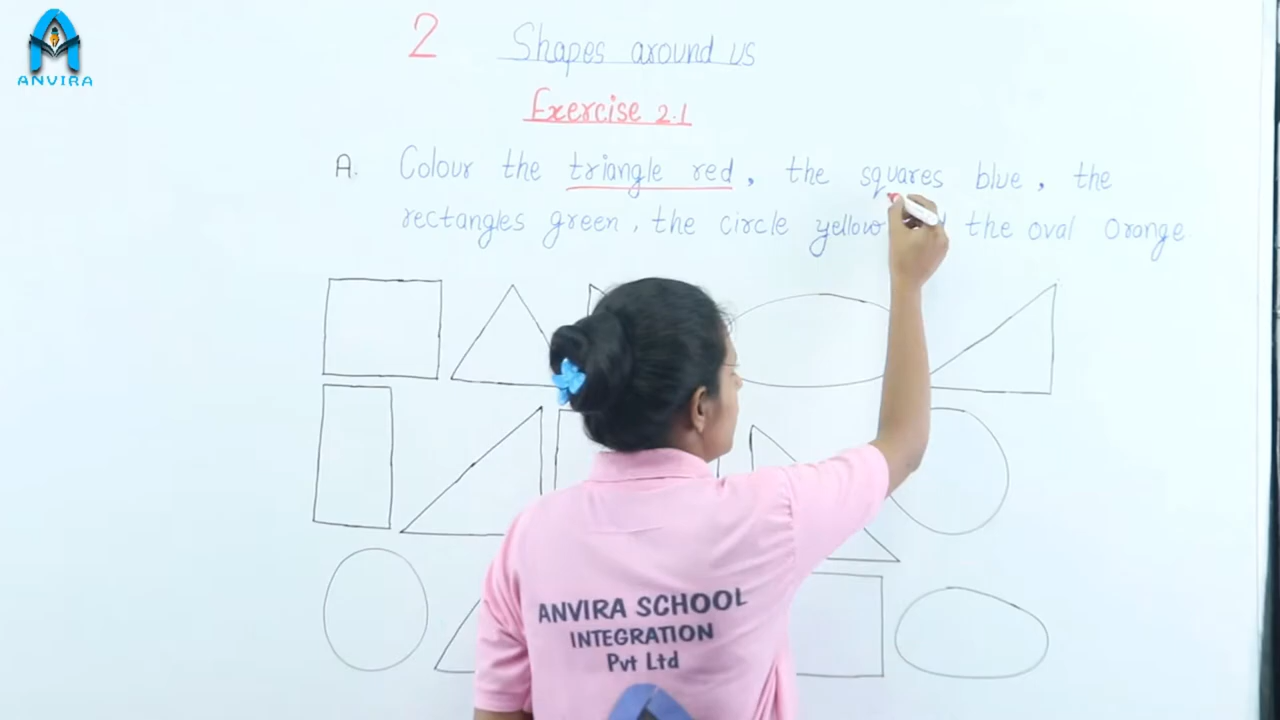 ANVIRA
2 Shapes around us
Exercise 2.1
A. Colour the triangle red, the squares blue, the
rectangles green, the circle yellow the oval orange
ANVIRA SCHOOL
INTEGRATION
Pvt Ltd